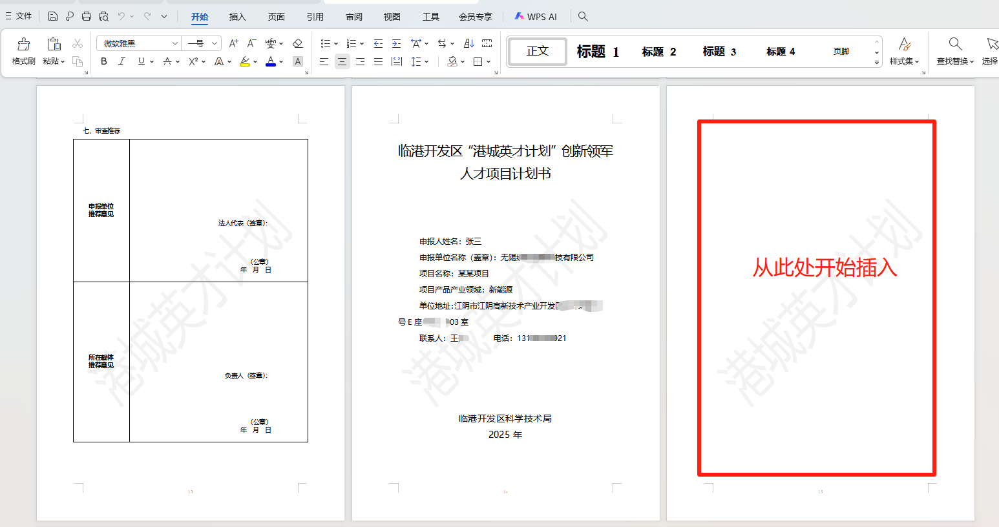 文件
开始
插入
页面
引用
审阅
视图
工具
会员专享
WPS AI
格式刷
粘贴
微软雅黑
一号
正文
标题 1
标题 2
标题 3
标题 4
页脚
样式集
查找替换
选择
七、审查推荐
申报单位
推荐意见
法人代表（签章）：
（公章）
年 月 日
所在载体
推荐意见
负责人（签章）：
（公章）
年 月 日
港城英才计划
13
临港开发区“港城英才计划”创新领军
人才项目计划书
申报人姓名：张三
申报单位名称（盖章）：无锡 技有限公司
项目名称：某某项目
项目产品产业领域：新能源
单位地址:江阴市江阴高新技术产业开发区
号 E 座 03 室
联系人：王 电话：131 921
临港开发区科学技术局
2025 年
港城英才计划
14
从此处开始插入
港城英才计划
15